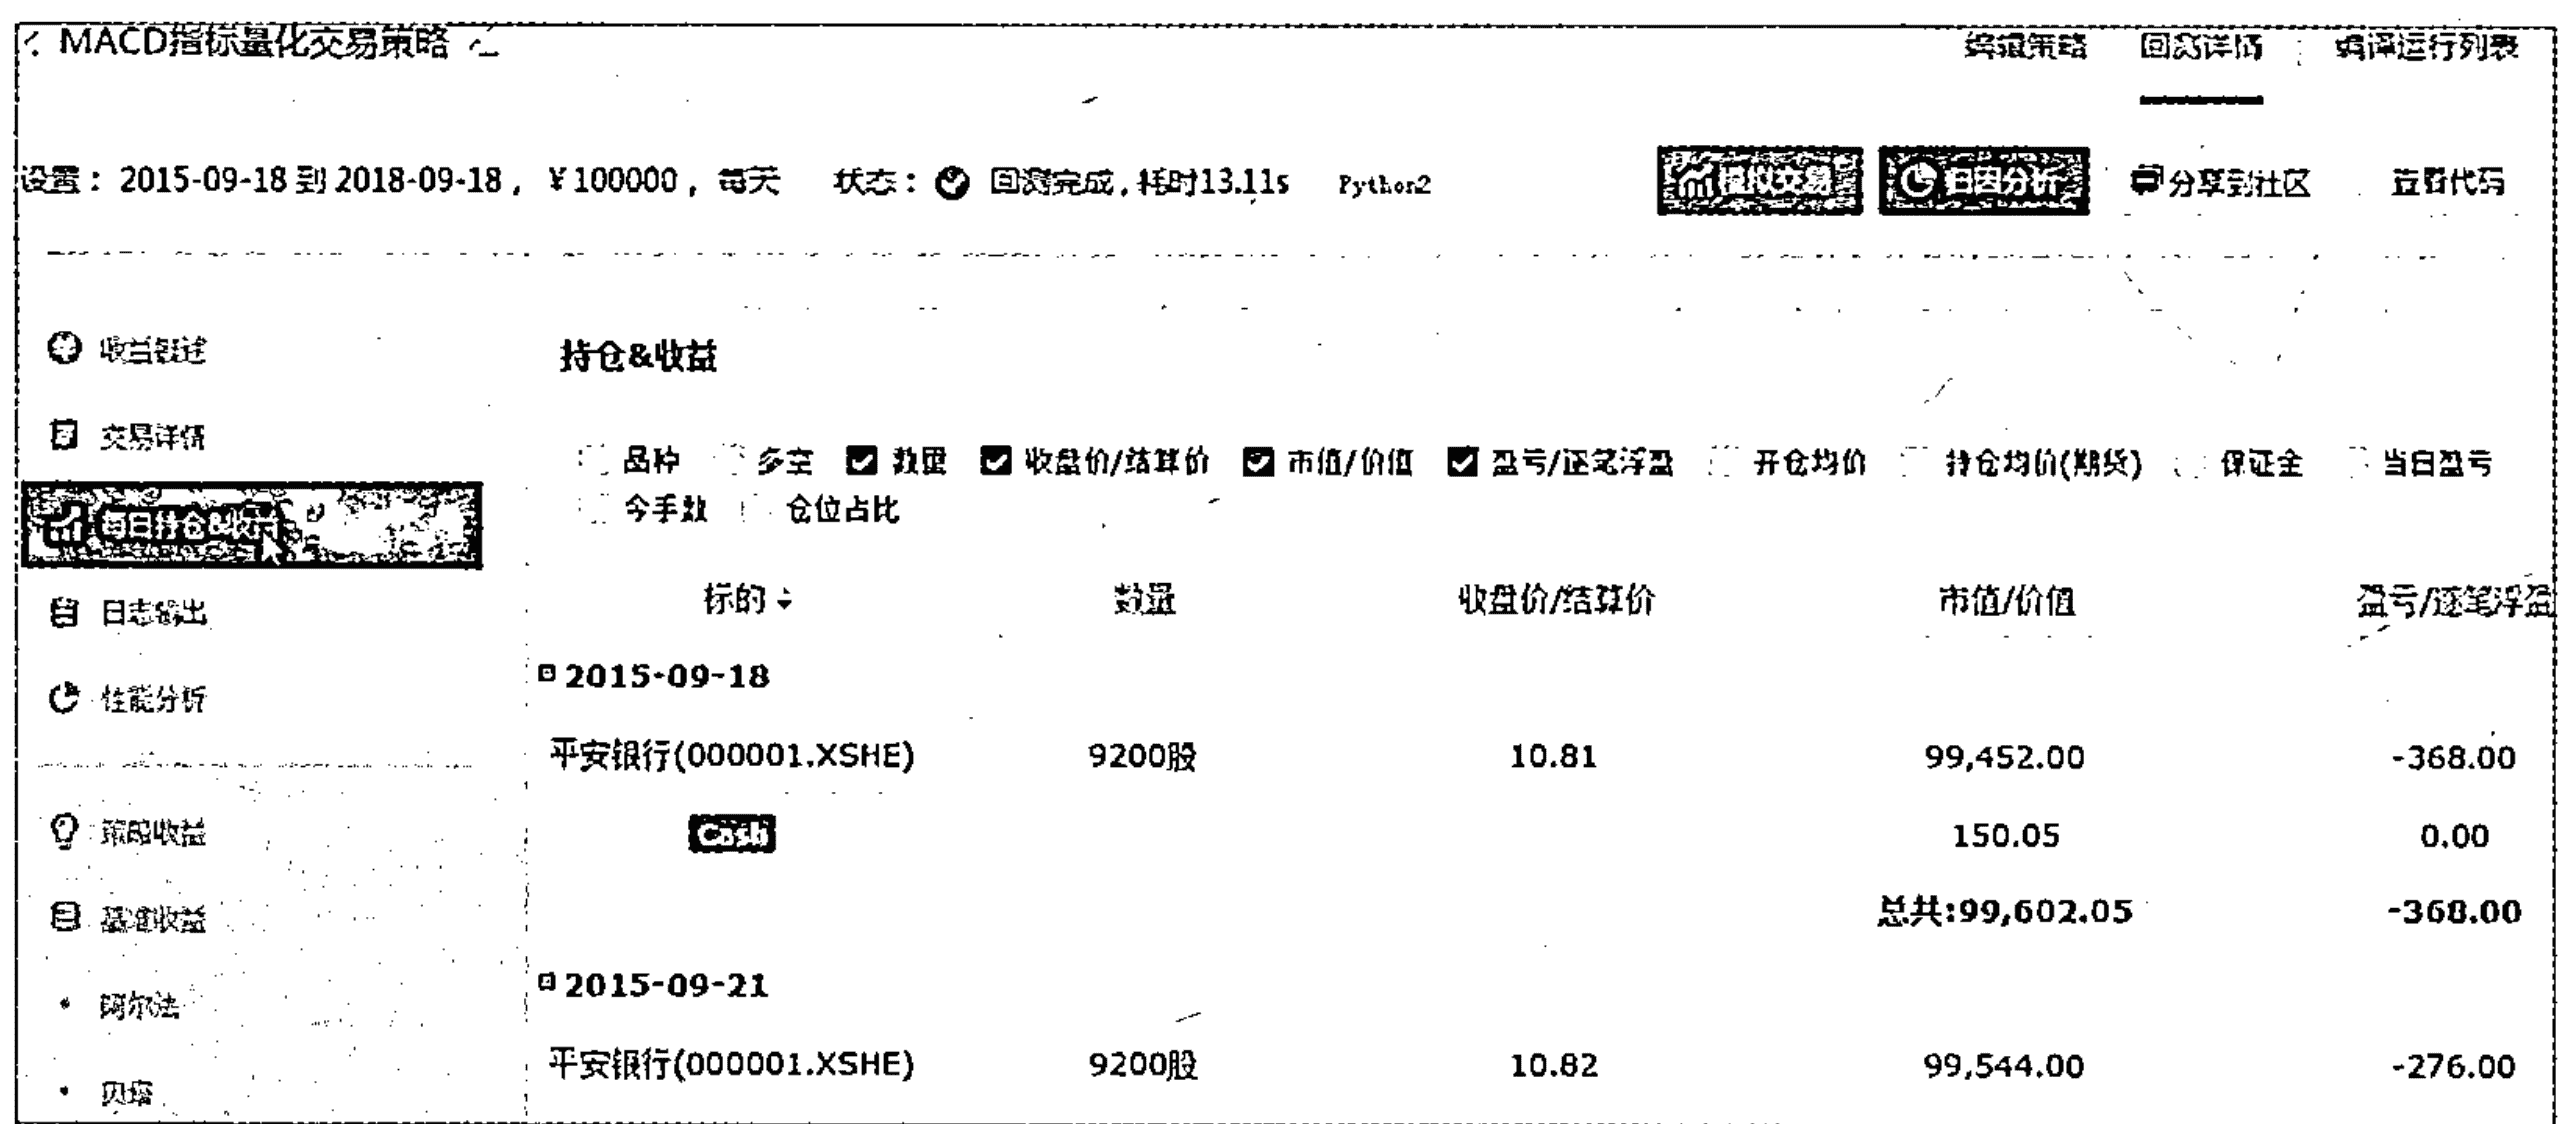 MACD指标量化交易策略
编辑策略 回测详情 编译运行列表
设置：2015-09-18 到 2018-09-18，￥100000，每天 状态： 回测完成，耗时13.11s Python2 模拟交易 归因分析 分享到社区 查看代码
收益概述
交易详情
每日持仓&收益
日志输出
性能分析
策略收益
基准收益
阿尔法
贝塔
持仓&收益
品种 多空 数量 收盘价/结算价 市值/价值 盈亏/逐笔浮盈 开仓均价 持仓均价(期货) 保证金 当日盈亏
今手数 仓位占比
标的 数量 收盘价/结算价 市值/价值 盈亏/逐笔浮盈
2015-09-18
平安银行(000001.XSHE) 9200股 10.81 99,452.00 -368.00
Cash 150.05 0.00
总共:99,602.05 -368.00
2015-09-21
平安银行(000001.XSHE) 9200股 10.82 99,544.00 -276.00